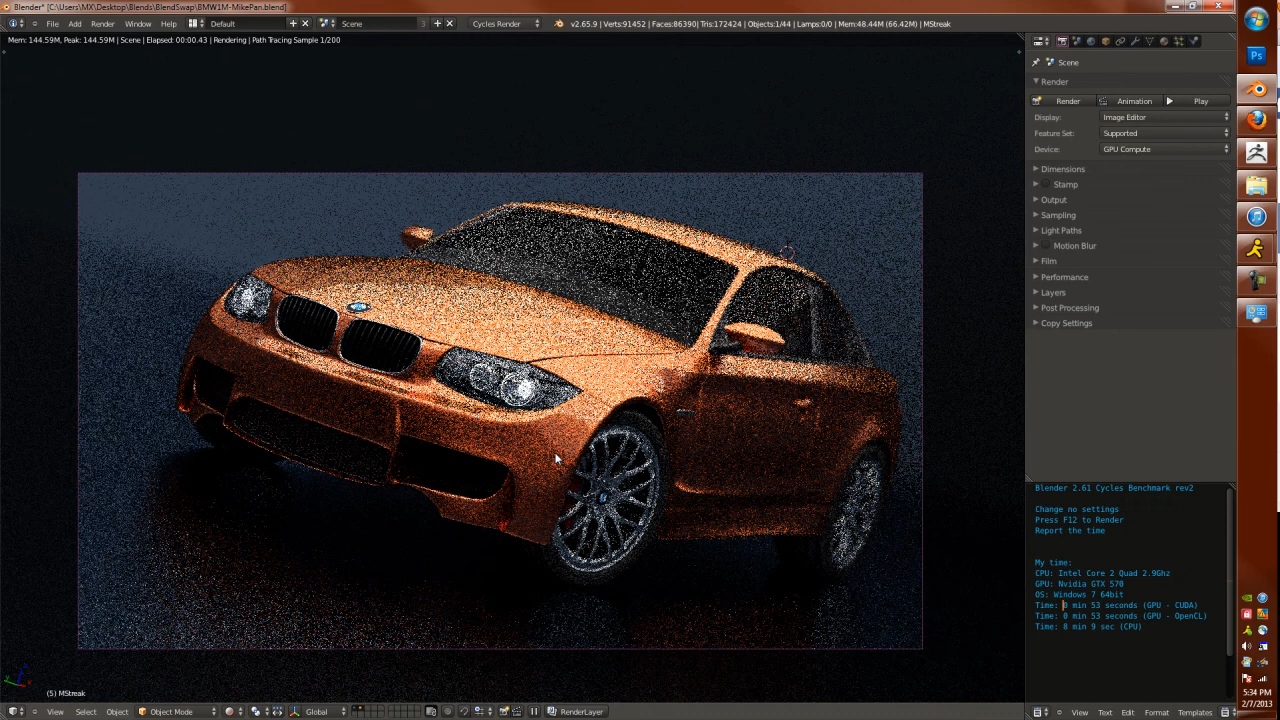 Blender* [C:\Users\MX\Desktop\Blends\BlendSwap\BMW1M-MikePan.blend]
File Add Render Window Help Default Scene 3 Cycles Render v2.65.9 | Verts:91452 | Faces:86390 | Tris:172424 | Objects:1/44 | Lamps:0/0 | Mem:48.44M (66.42M) | MStreak
Mem: 144.59M, Peak: 144.59M | Scene | Elapsed: 00:00.43 | Rendering | Path Tracing Sample 1/200
Scene
Render
Render Animation Play
Display: Image Editor
Feature Set: Supported
Device: GPU Compute
Dimensions
Stamp
Output
Sampling
Light Paths
Motion Blur
Film
Performance
Layers
Post Processing
Copy Settings
Ps
Blender 2.61 Cycles Benchmark rev2
Change no settings
Press F12 to Render
Report the time
My time:
CPU: Intel Core 2 Quad 2.9Ghz
GPU: Nvidia GTX 570
OS: Windows 7 64bit
Time: 0 min 53 seconds (GPU - CUDA)
Time: 0 min 53 seconds (GPU - OpenCL)
Time: 8 min 9 sec (CPU)
(5) MStreak
View Select Object Object Mode Global RenderLayer
View Text Edit Format Templates
5:34 PM
2/7/2013